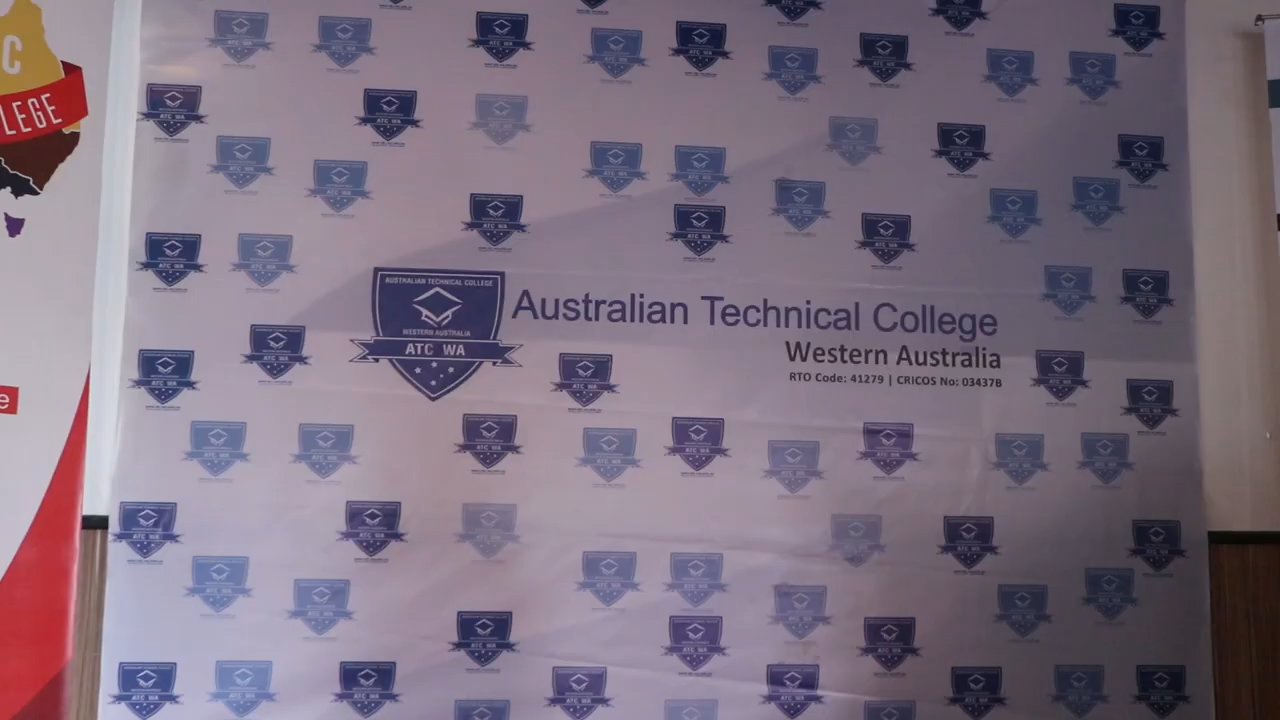 C
LEGE
e
AUSTRALIAN TECHNICAL COLLEGE
WESTERN AUSTRALIA
ATC WA
Australian Technical College
Western Australia
RTO Code: 41279 | CRICOS No: 03437B